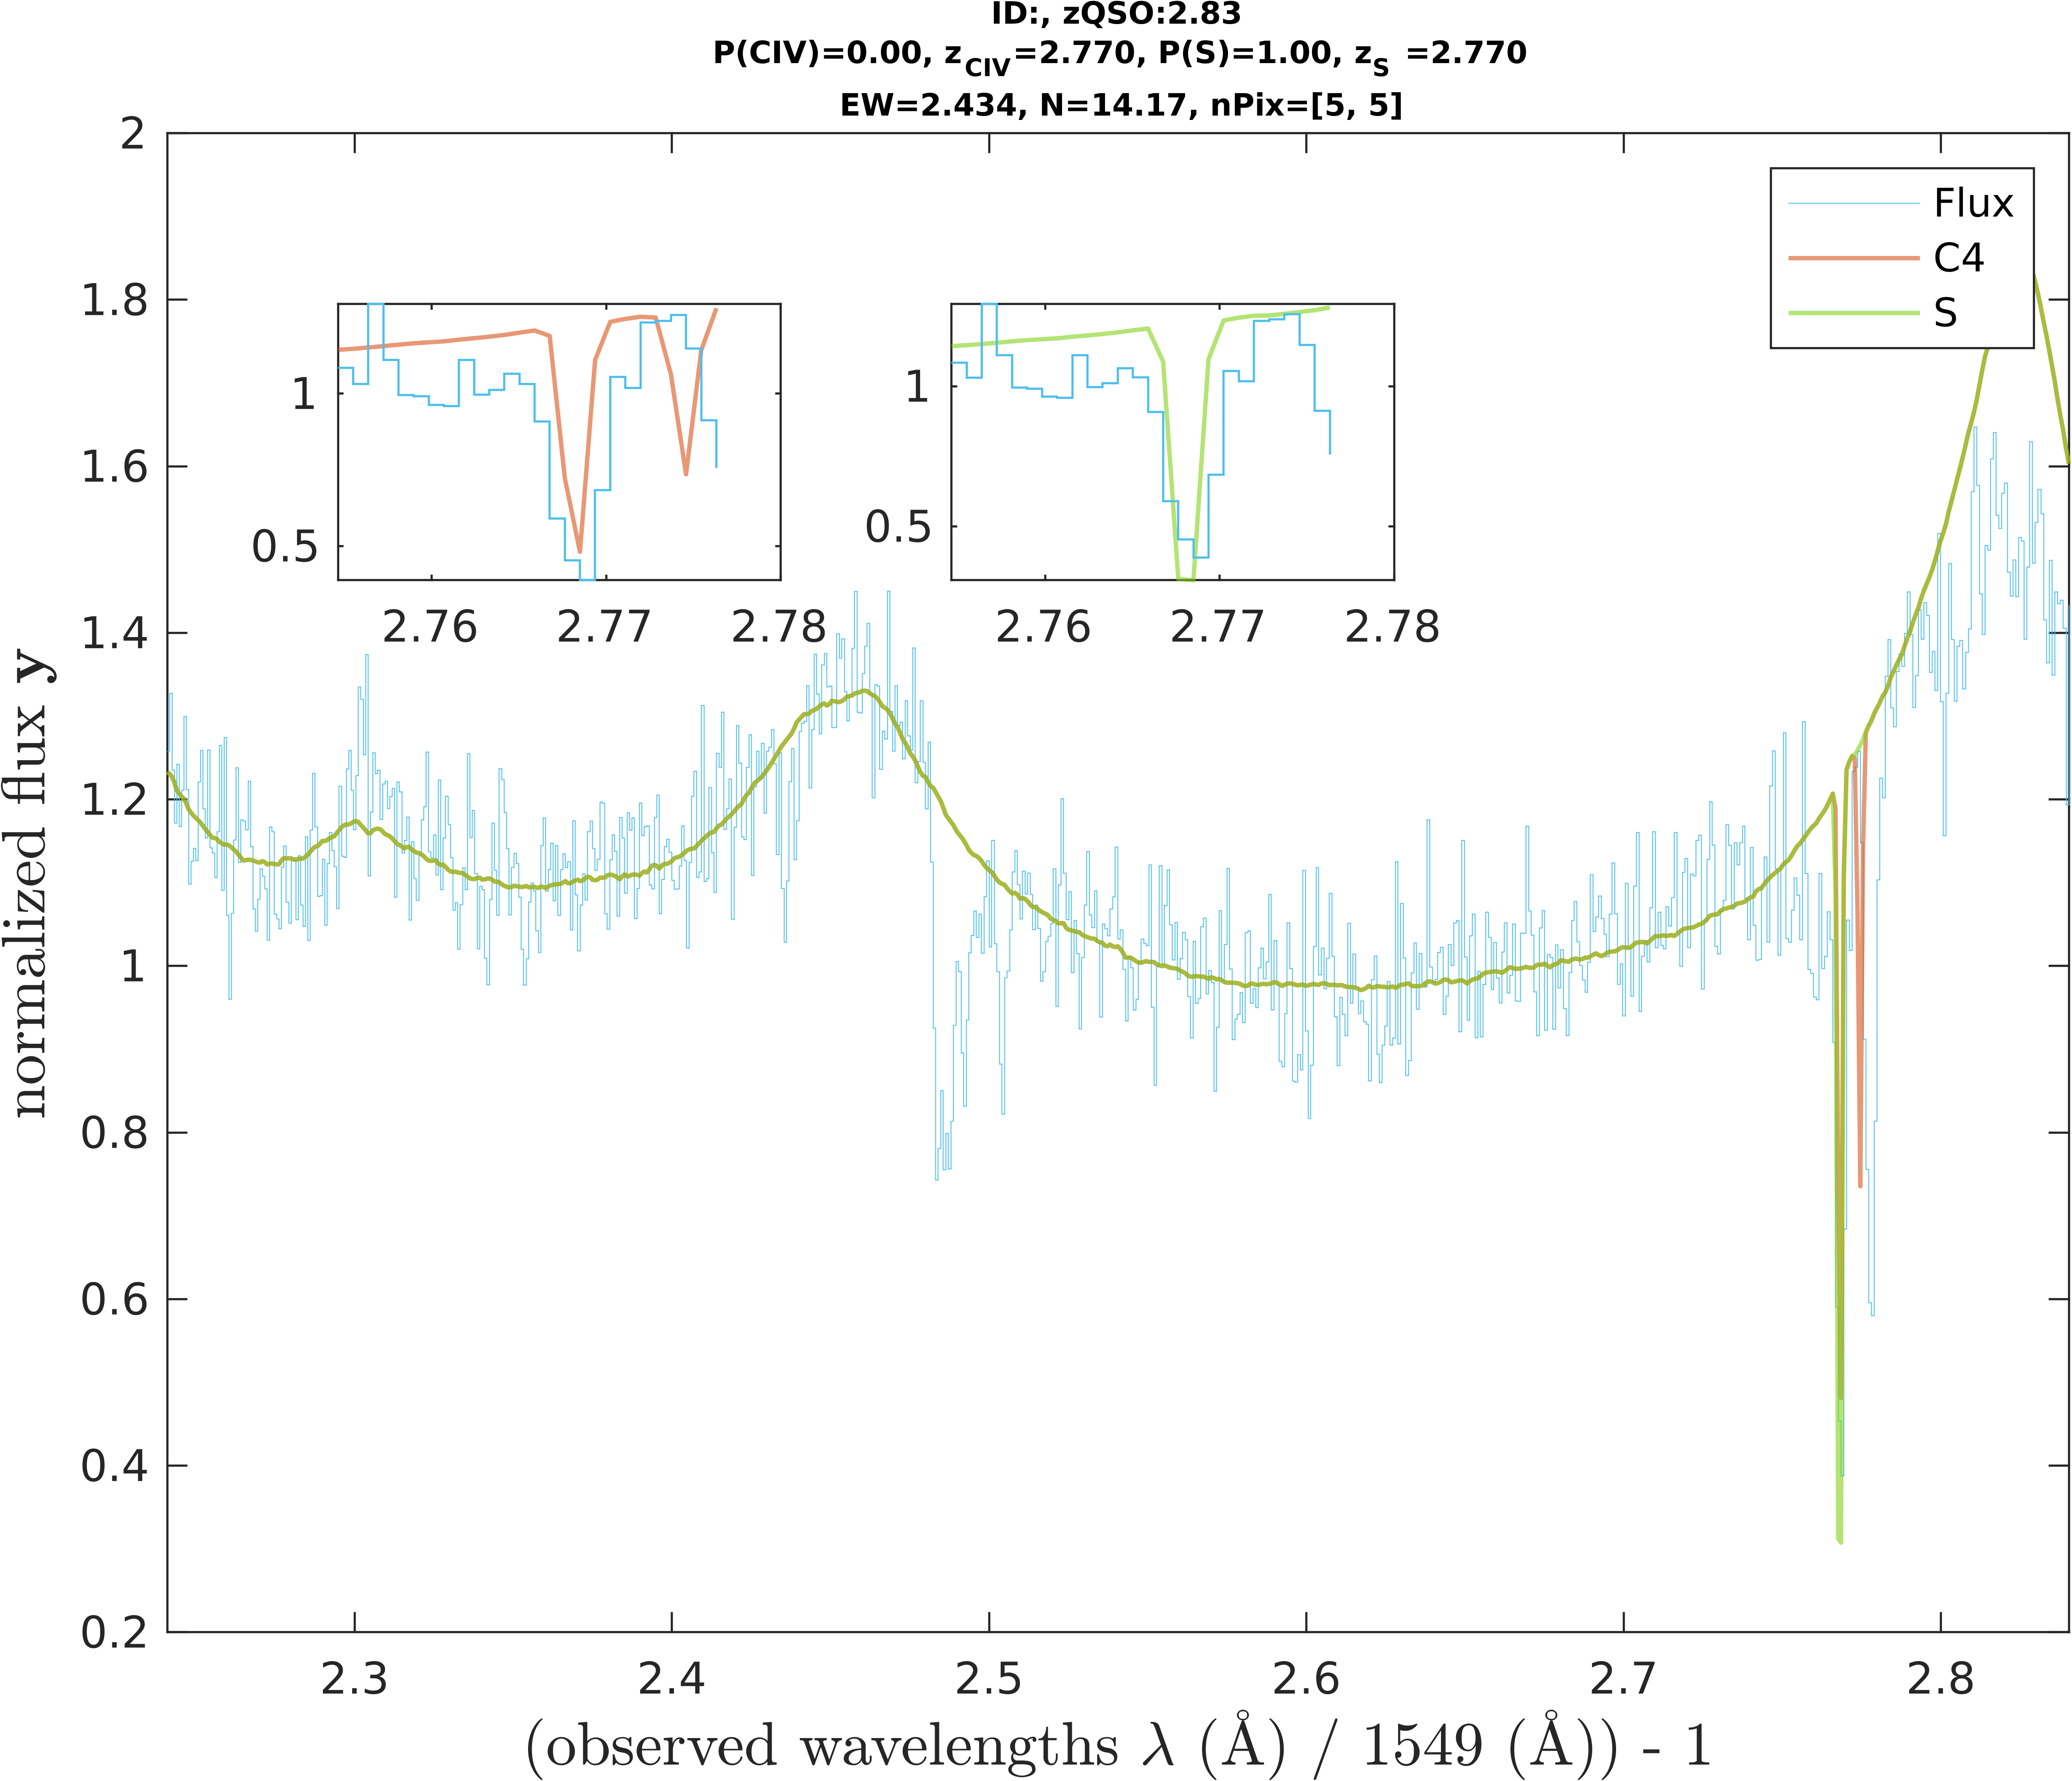 ID:, zQSO:2.83
P(CIV)=0.00, zCIV=2.770, P(S)=1.00, zS =2.770
EW=2.434, N=14.17, nPix=[5, 5]
2
1.8
1.6
1.4
1.2
1
0.8
0.6
0.4
0.2
normalized flux y
Flux
C4
S
1
0.5
2.76 2.77 2.78
1
0.5
2.76 2.77 2.78
2.3 2.4 2.5 2.6 2.7 2.8
(observed wavelengths λ (Å) / 1549 (Å)) - 1